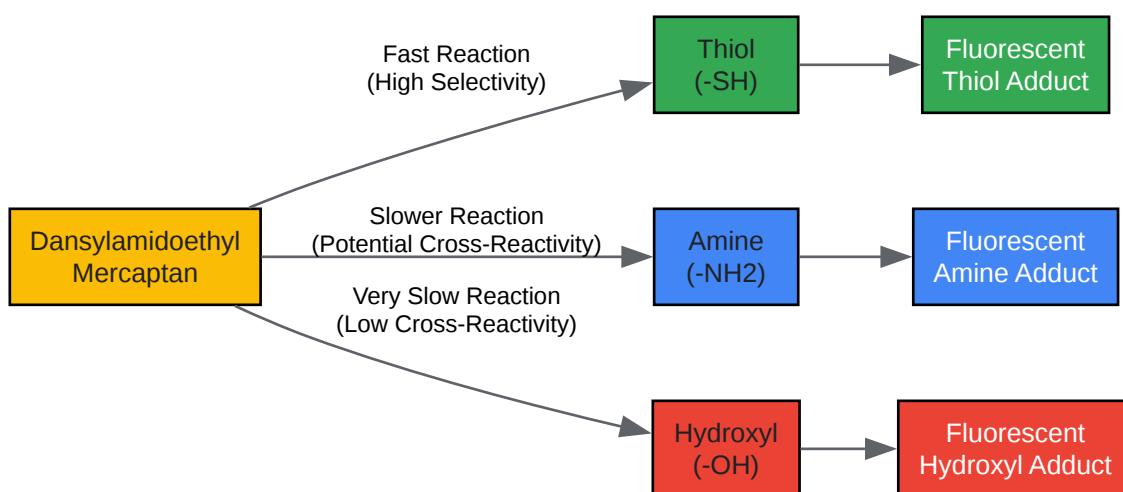 Fast Reaction
(High Selectivity)
Thiol
(-SH)
Fluorescent
Thiol Adduct
Dansylamidoethyl
Mercaptan
Slower Reaction
(Potential Cross-Reactivity)
Amine
(-NH2)
Fluorescent
Amine Adduct
Very Slow Reaction
(Low Cross-Reactivity)
Hydroxyl
(-OH)
Fluorescent
Hydroxyl Adduct